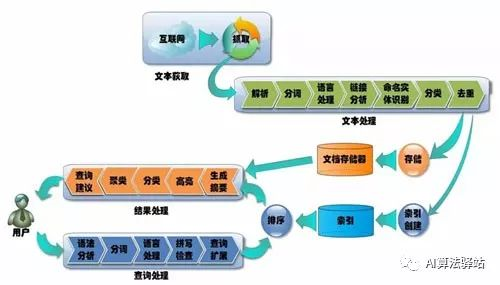 互联网
抓取
文本获取
解析
分词
语言
处理
链接
分析
命名实
体识别
分类
去重
文本处理
查询
建议
聚类
分类
高亮
生成
摘要
结果处理
文档存储器
存储
用户
排序
索引
索引
创建
语法
分析
分词
语言
处理
拼写
检查
查询
扩展
查询处理
AI算法驿站